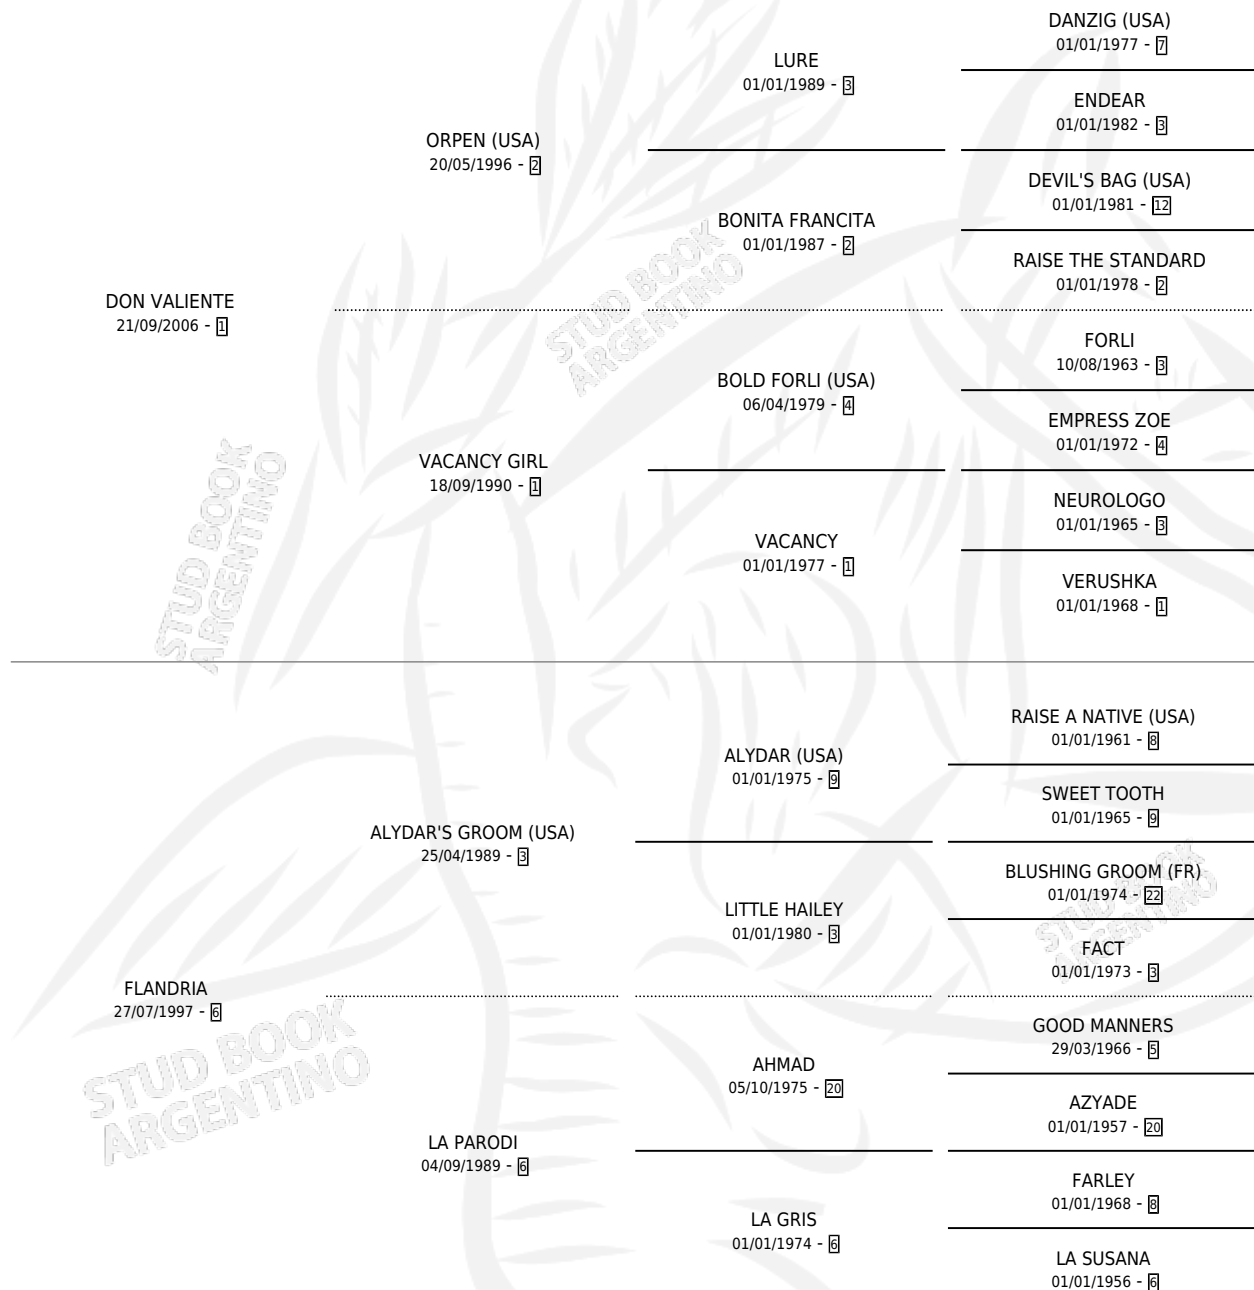 DANZIG (USA)
01/01/1977 - 7
LURE
01/01/1989 - 3
ENDEAR
01/01/1982 - 3
ORPEN (USA)
20/05/1996 - 2
DEVIL'S BAG (USA)
01/01/1981 - 12
BONITA FRANCITA
01/01/1987 - 2
RAISE THE STANDARD
01/01/1978 - 2
DON VALIENTE
21/09/2006 - 1
STUD BOOK
ARGENTINO
FORLI
10/08/1963 - 3
BOLD FORLI (USA)
06/04/1979 - 4
EMPRESS ZOE
01/01/1972 - 4
VACANCY GIRL
18/09/1990 - 1
NEUROLOGO
01/01/1965 - 3
VACANCY
01/01/1977 - 1
VERUSHKA
01/01/1968 - 1
STUD BOOK
ARGENTINO
RAISE A NATIVE (USA)
01/01/1961 - 8
ALYDAR (USA)
01/01/1975 - 9
SWEET TOOTH
01/01/1965 - 9
ALYDAR'S GROOM (USA)
25/04/1989 - 3
BLUSHING GROOM (FR)
01/01/1974 - 22
LITTLE HAILEY
01/01/1980 - 3
STUD BOOK
ARGENTINO
FACT
01/01/1973 - 3
FLANDRIA
27/07/1997 - 6
GOOD MANNERS
29/03/1966 - 5
AHMAD
05/10/1975 - 20
AZYADE
01/01/1957 - 20
STUD BOOK
ARGENTINO
LA PARODI
04/09/1989 - 6
FARLEY
01/01/1968 - 8
LA GRIS
01/01/1974 - 6
LA SUSANA
01/01/1956 - 6